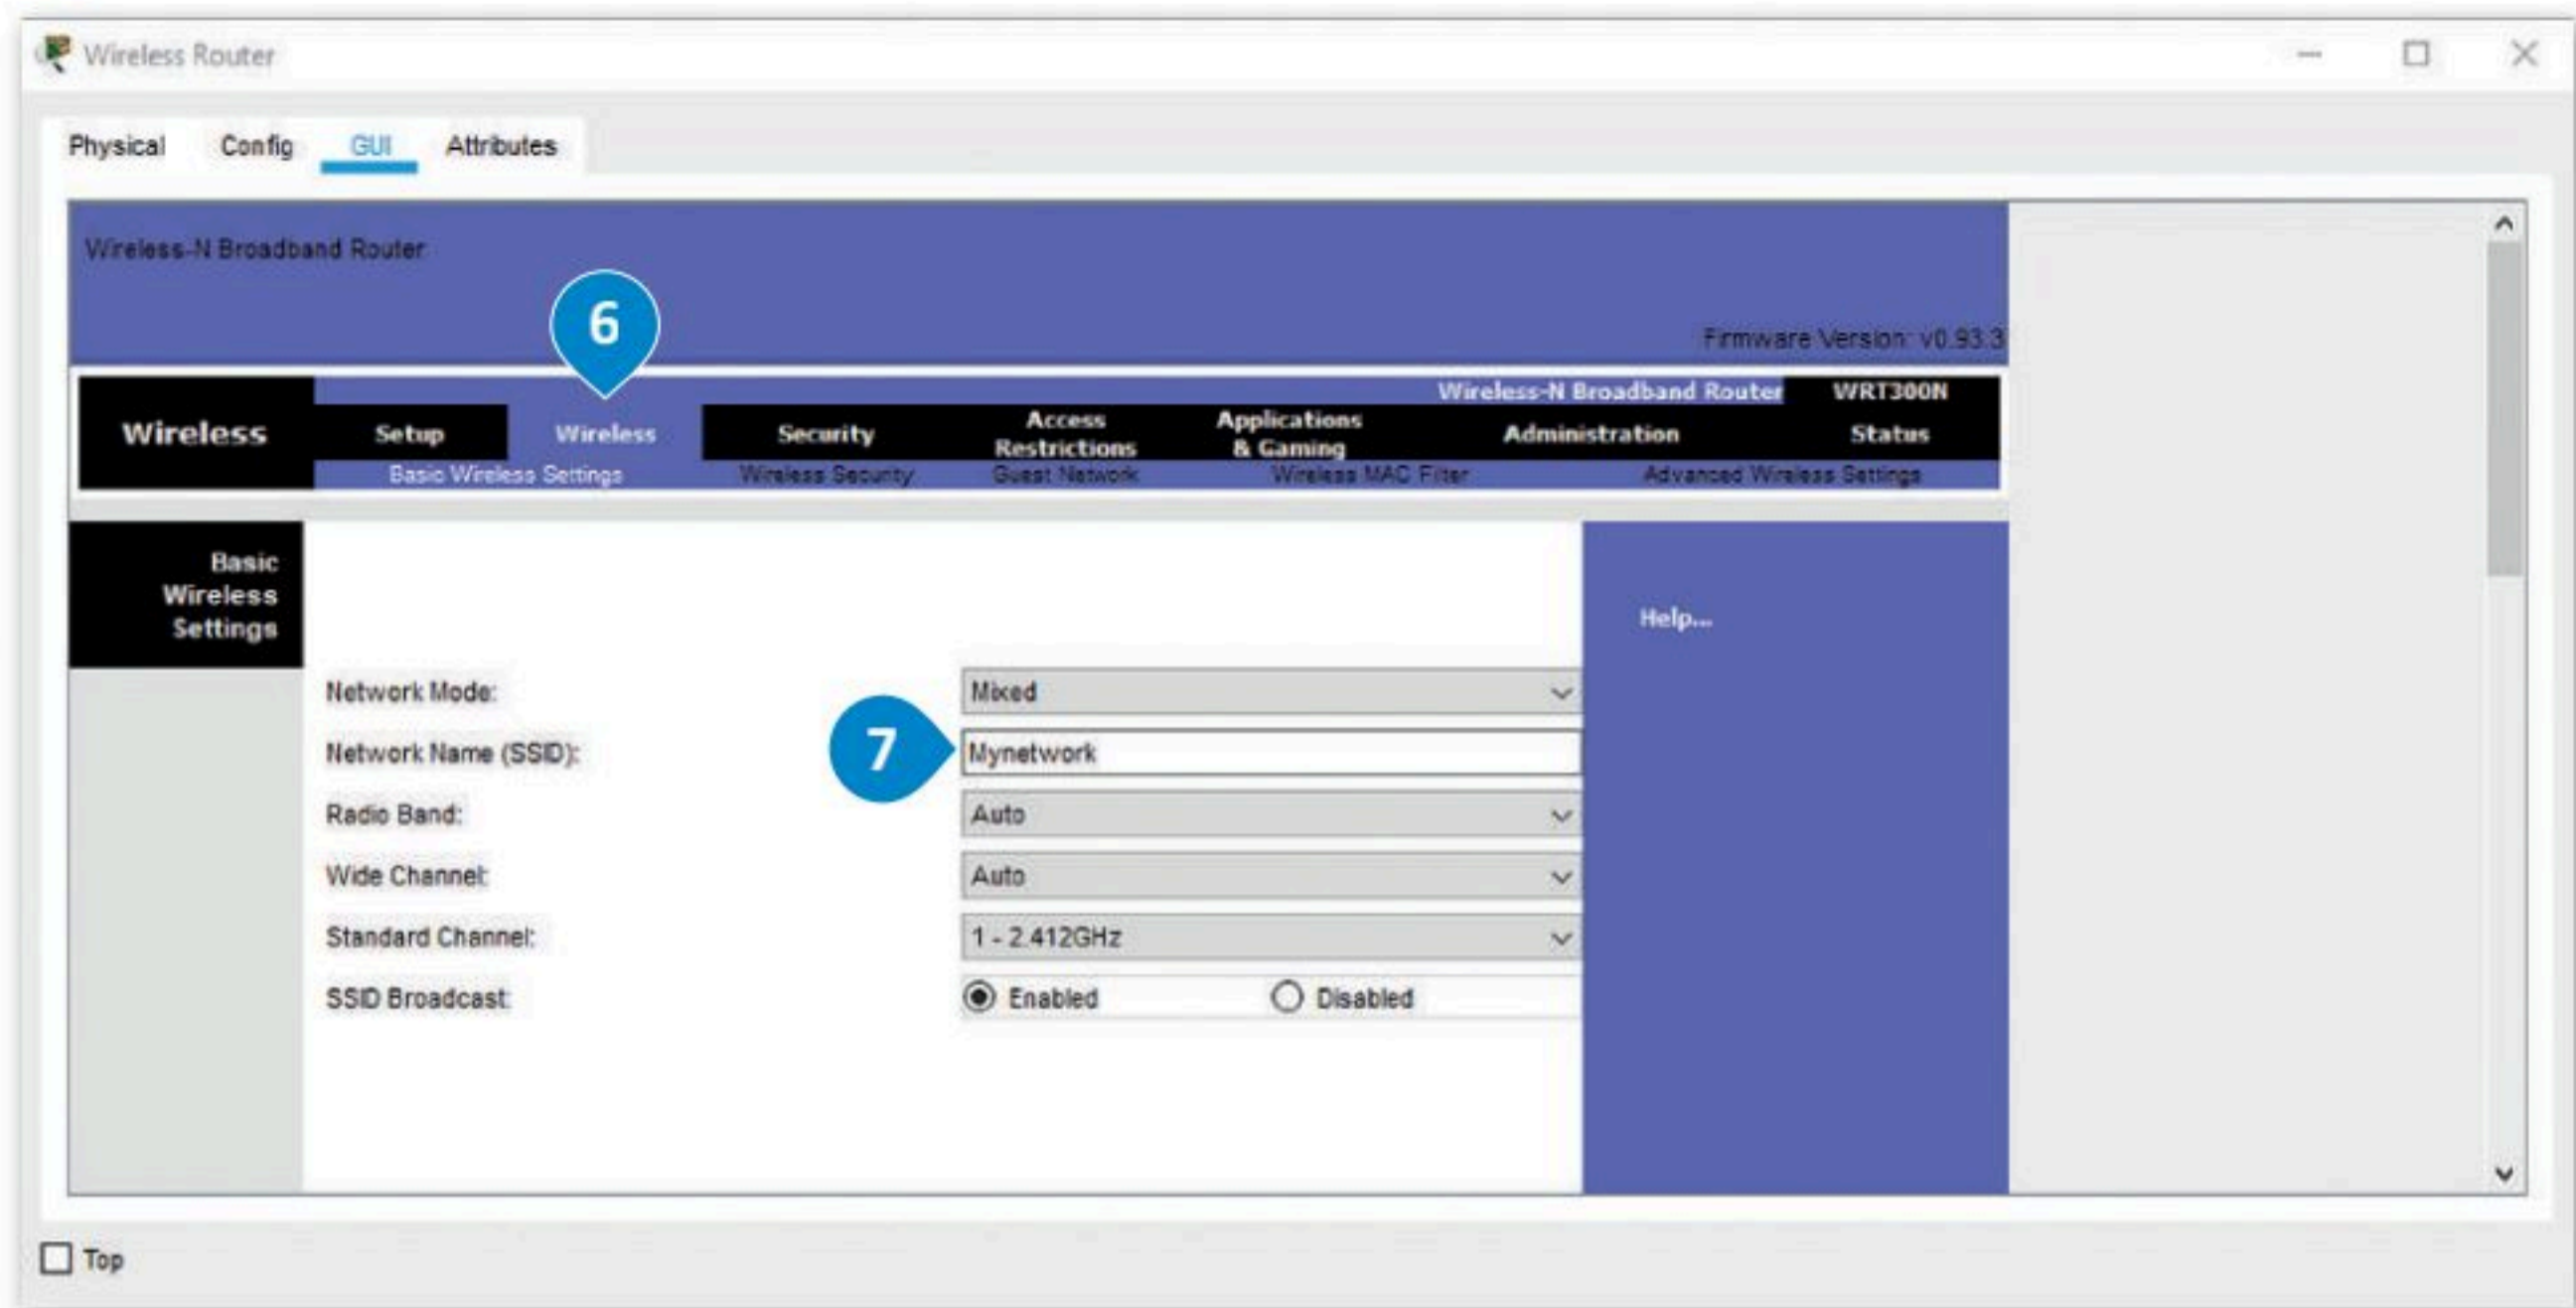 Wireless Router
Physical Config GUI Attributes
Wireless-N Broadband Router
6
Firmware Version: v0.93.3
Wireless-N Broadband Router WRT300N
Wireless Setup Wireless Security Access Restrictions Applications & Gaming Administration Status
Basic Wireless Settings Wireless Security Guest Network Wireless MAC Filter Advanced Wireless Settings
Basic
Wireless
Settings
Help...
Network Mode: Mixed
Network Name (SSID): 7 Mynetwork
Radio Band: Auto
Wide Channel: Auto
Standard Channel: 1 - 2.412GHz
SSID Broadcast: Enabled Disabled
Top